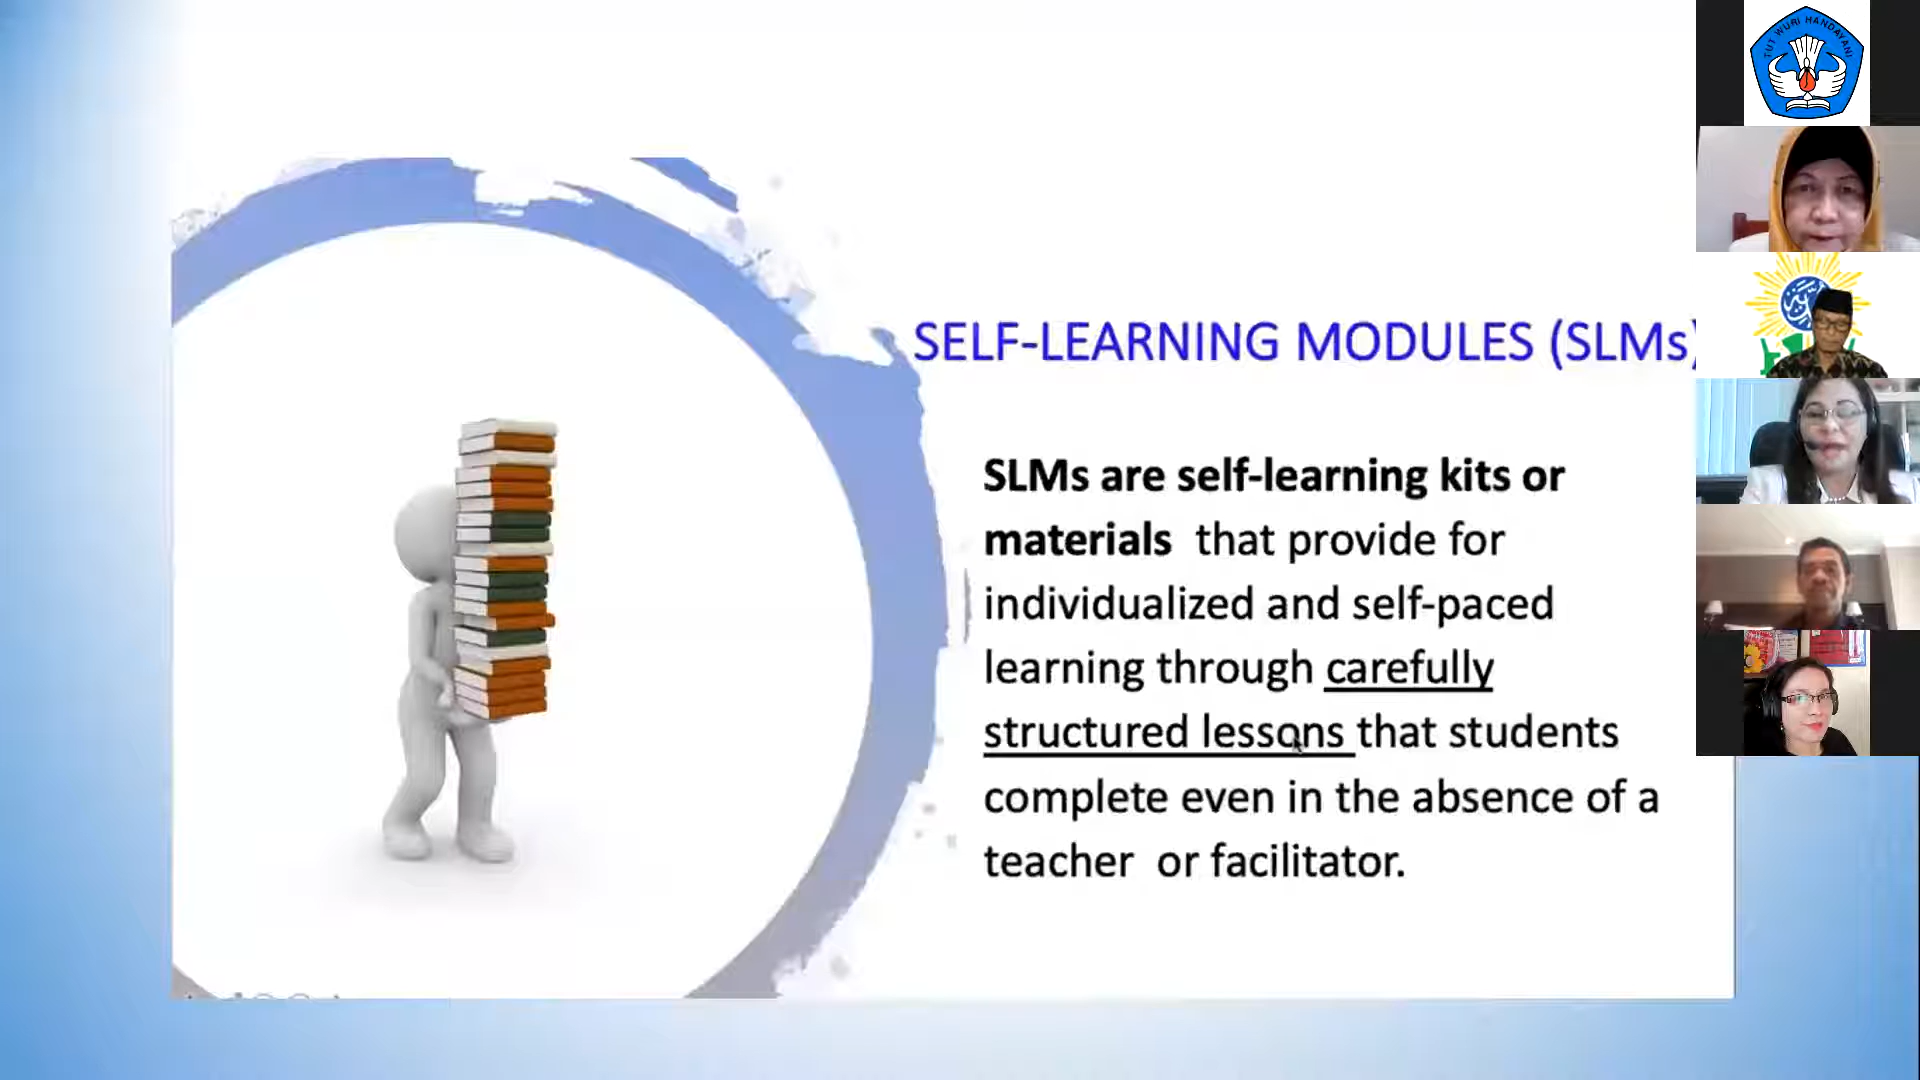 TUT WURI HANDAYANI
SELF-LEARNING MODULES (SLMs)
SLMs are self-learning kits or
materials that provide for
individualized and self-paced
learning through carefully
structured lessons that students
complete even in the absence of a
teacher or facilitator.